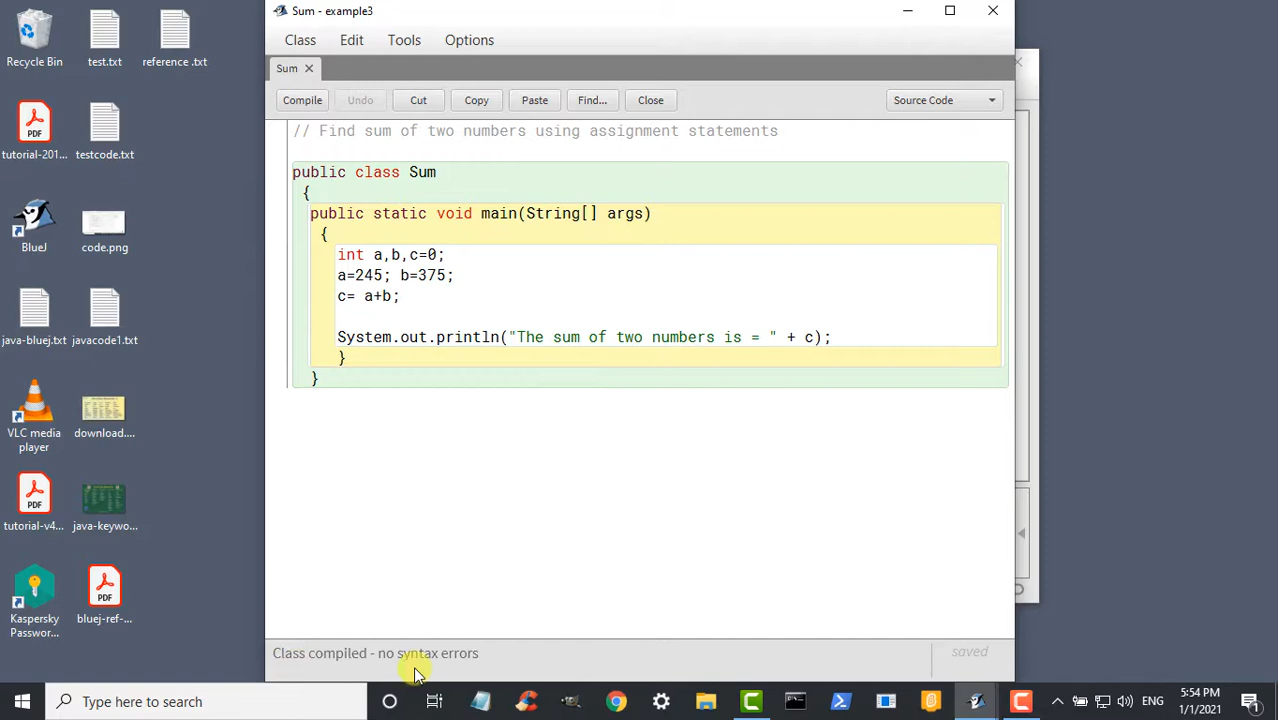 Sum - example3
Class Edit Tools Options
Sum
Compile Undo Cut Copy Paste Find... Close Source Code
// Find sum of two numbers using assignment statements
public class Sum
{
public static void main(String[] args)
{
int a,b,c=0;
a=245; b=375;
c= a+b;
System.out.println("The sum of two numbers is = " + c);
}
}
Class compiled - no syntax errors
saved
Recycle Bin
test.txt
reference .txt
PDF
tutorial-201...
testcode.txt
BlueJ
code.png
java-bluej.txt
javacode1.txt
VLC media
player
download....
PDF
tutorial-v4...
java-keywo...
Kaspersky
Passwor...
PDF
bluej-ref-...
Type here to search
ENG
5:54 PM
1/1/2021
1